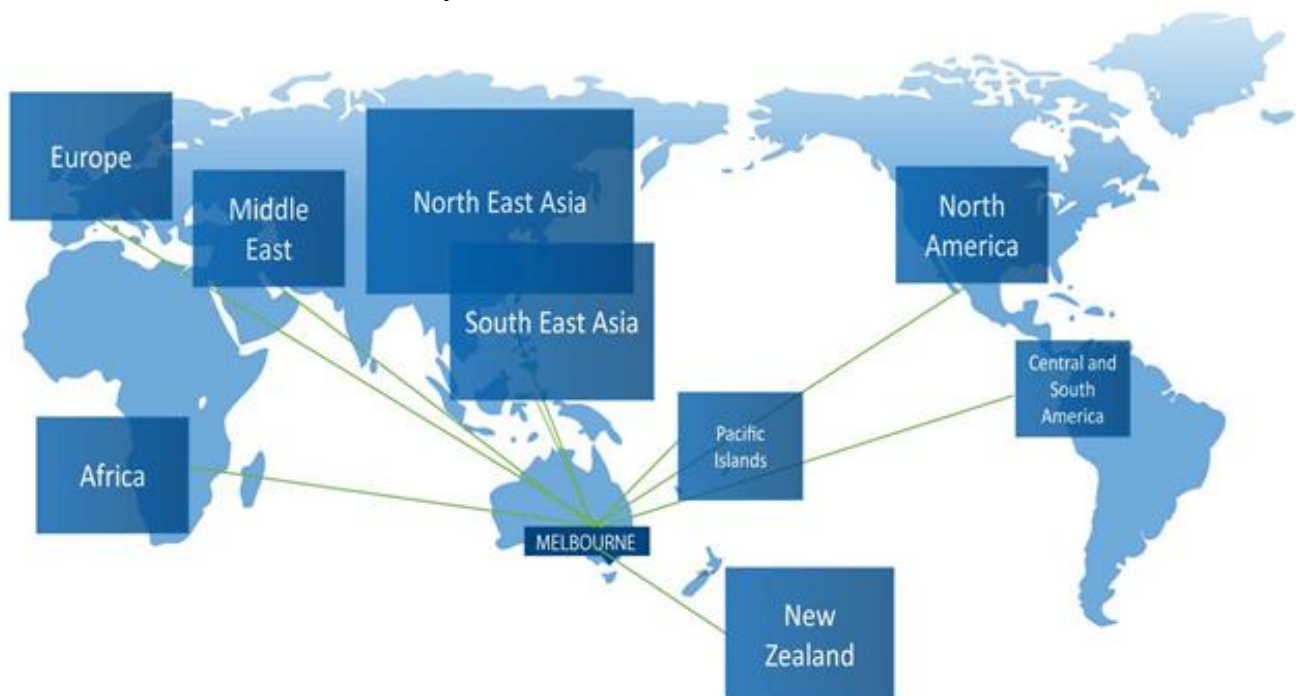 Europe
Middle
East
North East Asia
South East Asia
North
America
Central and
South
America
Pacific
Islands
Africa
MELBOURNE
New
Zealand